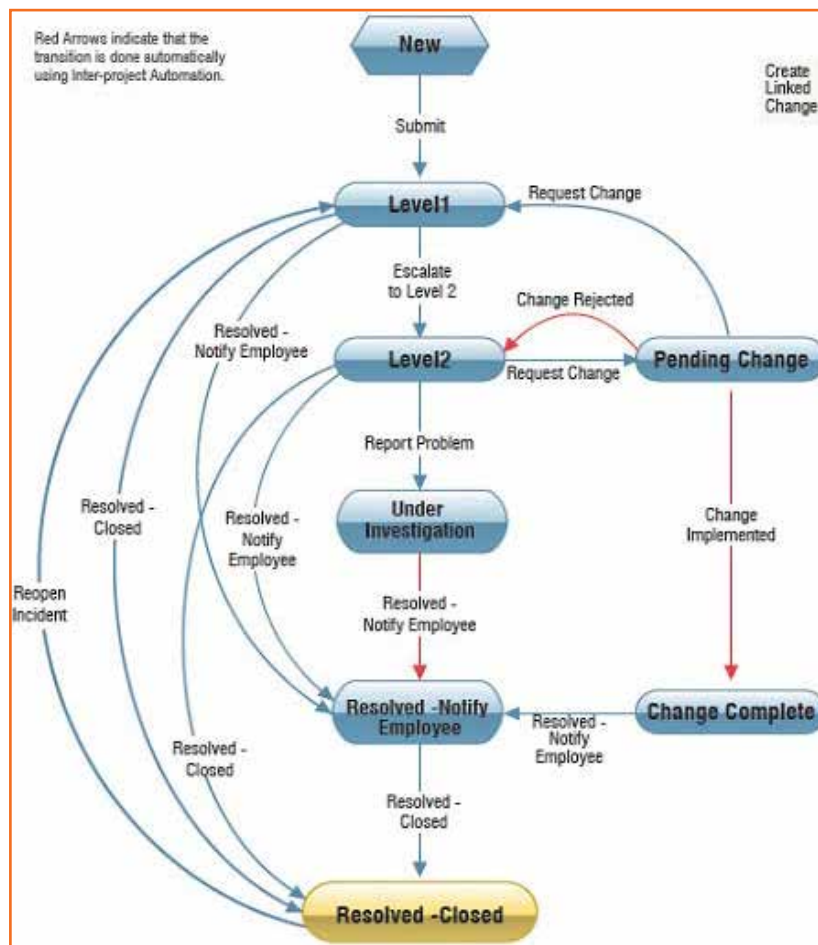 Red Arrows indicate that the
transition is done automatically
using Inter-project Automation.
New
Create
Linked
Change
Submit
Level1
Request Change
Escalate
to Level 2
Change Rejected
Resolved -
Notify Employee
Level2
Request Change
Pending Change
Report Problem
Under
Investigation
Resolved -
Closed
Resolved -
Notify
Employee
Change
Implemented
Reopen
Incident
Resolved -
Notify Employee
Resolved -Notify
Employee
Change Complete
Resolved -
Notify
Employee
Resolved -
Closed
Resolved -
Closed
Resolved -Closed